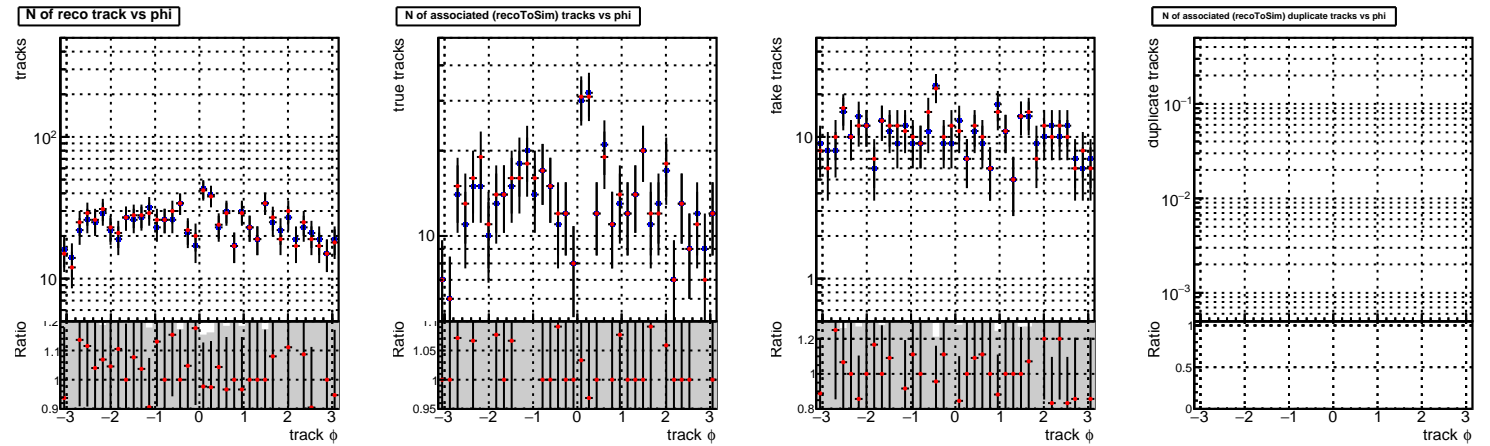 N of reco track vs phi
tracks
10²
10
Ratio
1.2
1.1
1
0.9
−3 −2 −1 0 1 2 3
track ϕ
N of associated (recoToSim) tracks vs phi
true tracks
10
Ratio
1.1
1.05
1
0.95
−3 −2 −1 0 1 2 3
track ϕ
fake tracks
10
1
Ratio
1.2
1
0.8
−3 −2 −1 0 1 2 3
track ϕ
N of associated (recoToSim) duplicate tracks vs phi
duplicate tracks
10⁻¹
10⁻²
10⁻³
Ratio
1
0.5
0
−3 −2 −1 0 1 2 3
track ϕ